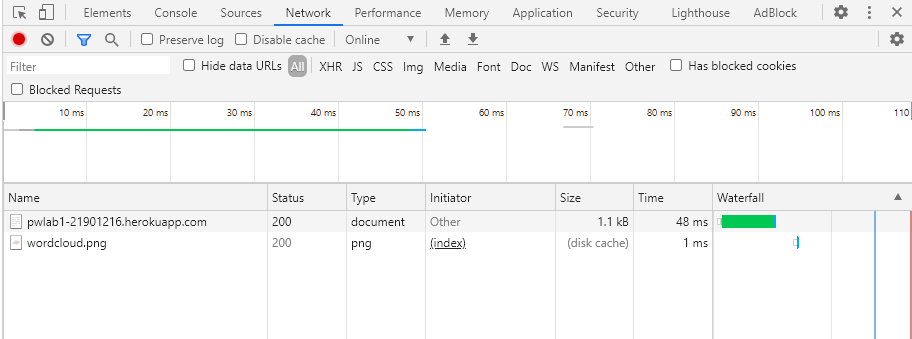 Elements Console Sources Network Performance Memory Application Security Lighthouse AdBlock
Preserve log Disable cache Online
Filter Hide data URLs All XHR JS CSS Img Media Font Doc WS Manifest Other Has blocked cookies
Blocked Requests
10 ms 20 ms 30 ms 40 ms 50 ms 60 ms 70 ms 80 ms 90 ms 100 ms 110
Name Status Type Initiator Size Time Waterfall
pwlab1-21901216.herokuapp.com 200 document Other 1.1 kB 48 ms
wordcloud.png 200 png (index) (disk cache) 1 ms